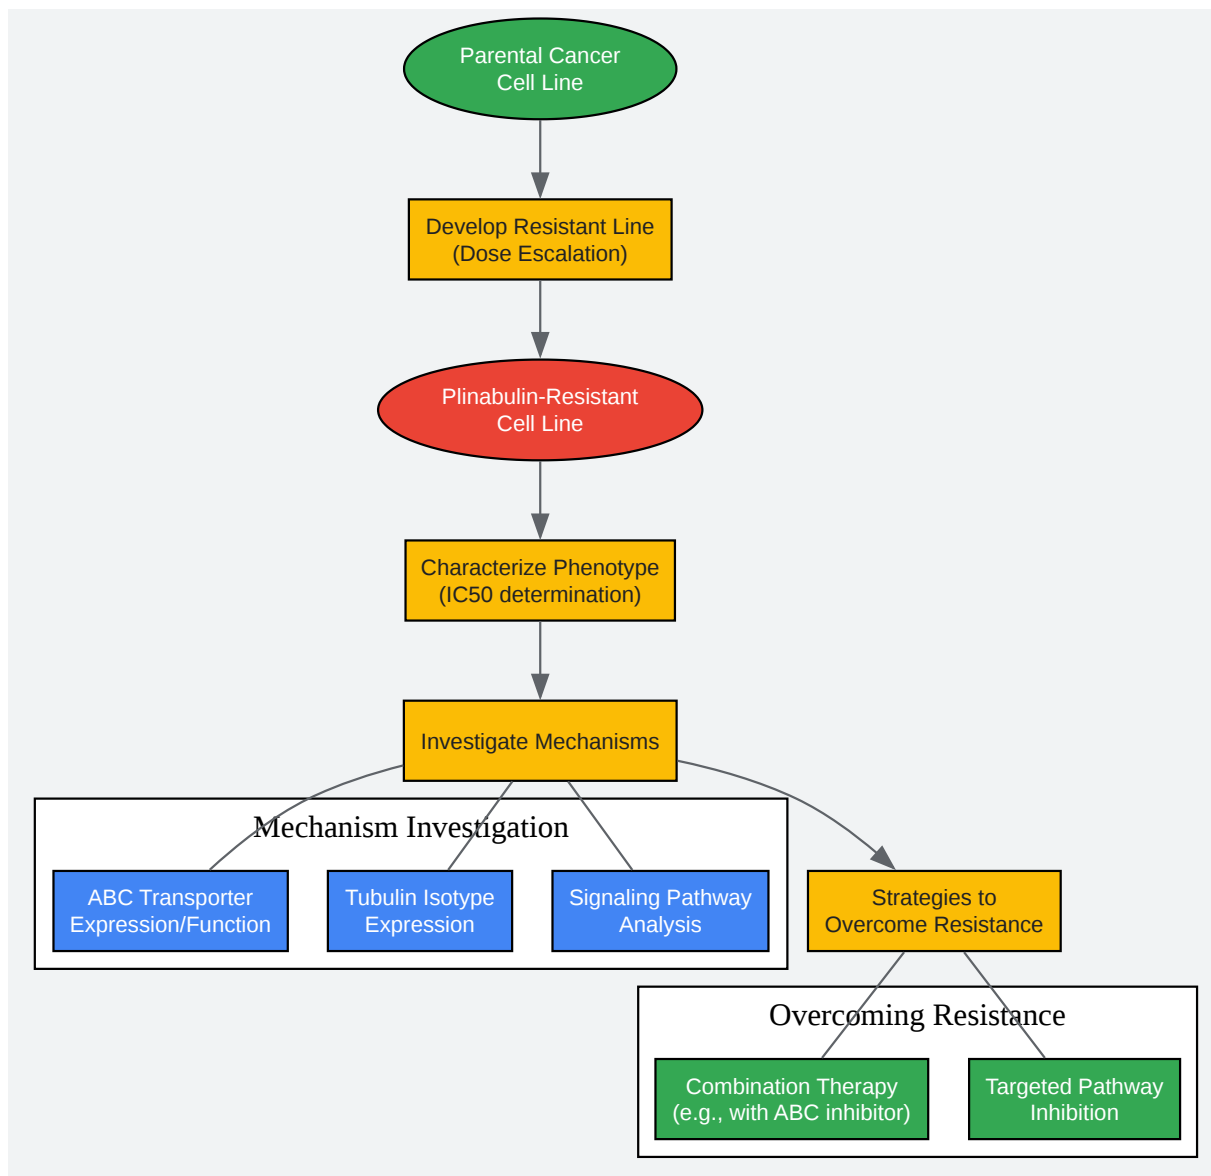 Parental Cancer
Cell Line
Develop Resistant Line
(Dose Escalation)
Plinabulin-Resistant
Cell Line
Characterize Phenotype
(IC50 determination)
Investigate Mechanisms
Mechanism Investigation
ABC Transporter
Expression/Function
Tubulin Isotype
Expression
Signaling Pathway
Analysis
Strategies to
Overcome Resistance
Overcoming Resistance
Combination Therapy
(e.g., with ABC inhibitor)
Targeted Pathway
Inhibition